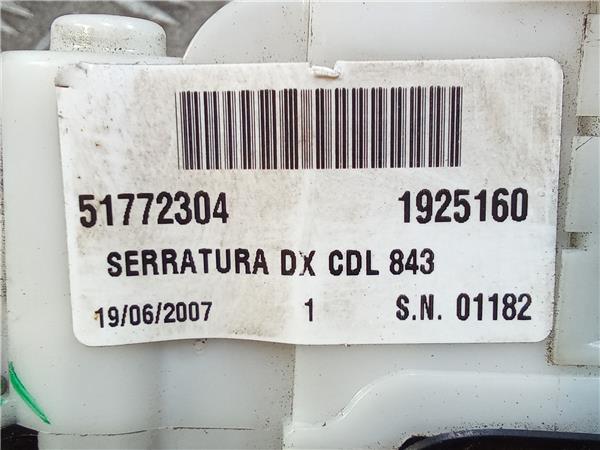 51772304 1925160
SERRATURA DX CDL 843
19/06/2007 1 S.N. 01182